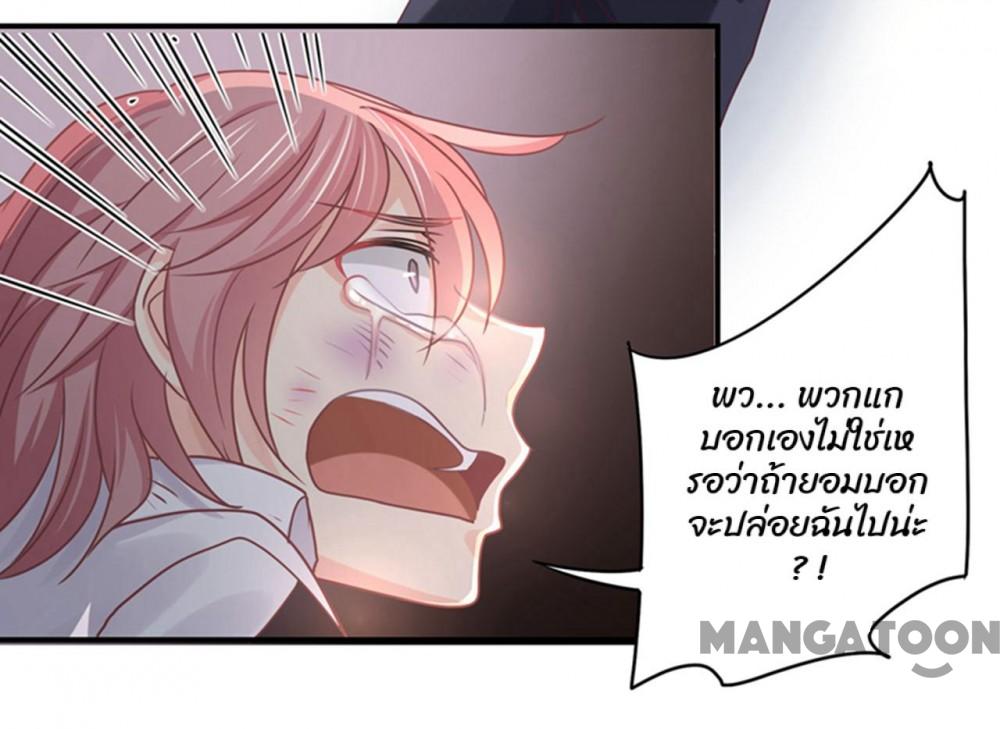 พว... พวกแก
บอกเองไม่ใช่เห
รอว่าถ้ายอมบอก
จะปล่อยฉันไปน่ะ
?!
MANGATOON